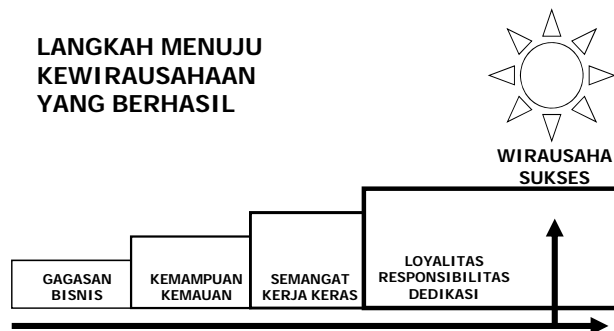 LANGKAH MENUJU
KEWIRAUSAHAAN
YANG BERHASIL
WIRAUSAHA
SUKSES
GAGASAN
BISNIS
KEMAMPUAN
KEMAUAN
SEMANGAT
KERJA KERAS
LOYALITAS
RESPONSIBILITAS
DEDIKASI